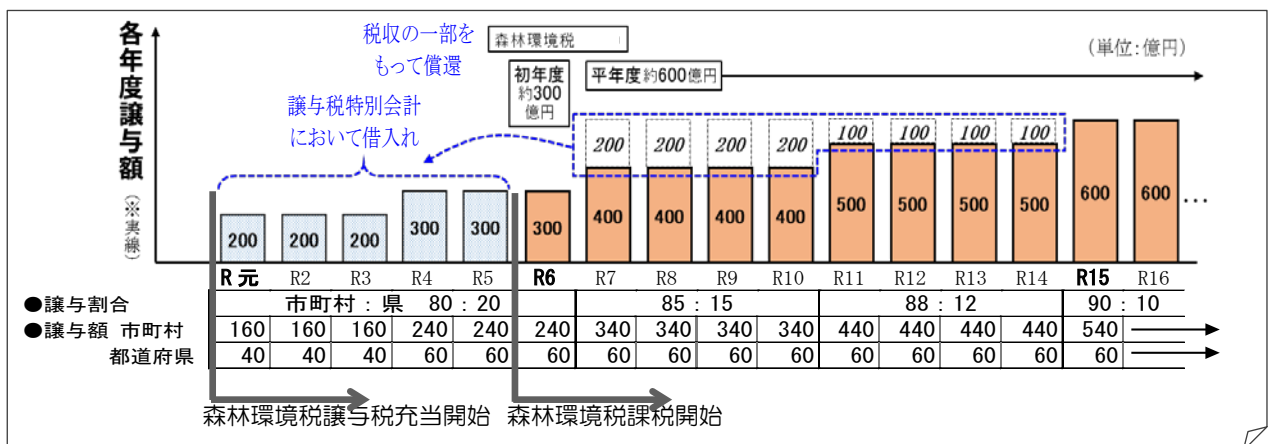 各年度譲与額
(※実線)
税収の一部を
もって償還
森林環境税
(単位:億円)
初年度
約300
億円
平年度約600億円
譲与税特別会計
において借入れ
200 200 200 200 100 100 100 100
200 200 200 300 300 300 400 400 400 400 500 500 500 500 600 600 ...
R元 R2 R3 R4 R5 R6 R7 R8 R9 R10 R11 R12 R13 R14 R15 R16
●譲与割合 市町村:県 80:20 85:15 88:12 90:10
●譲与額 市町村 160 160 160 240 240 240 340 340 340 340 440 440 440 440 540
都道府県 40 40 40 60 60 60 60 60 60 60 60 60 60 60 60
森林環境税譲与税充当開始 森林環境税課税開始